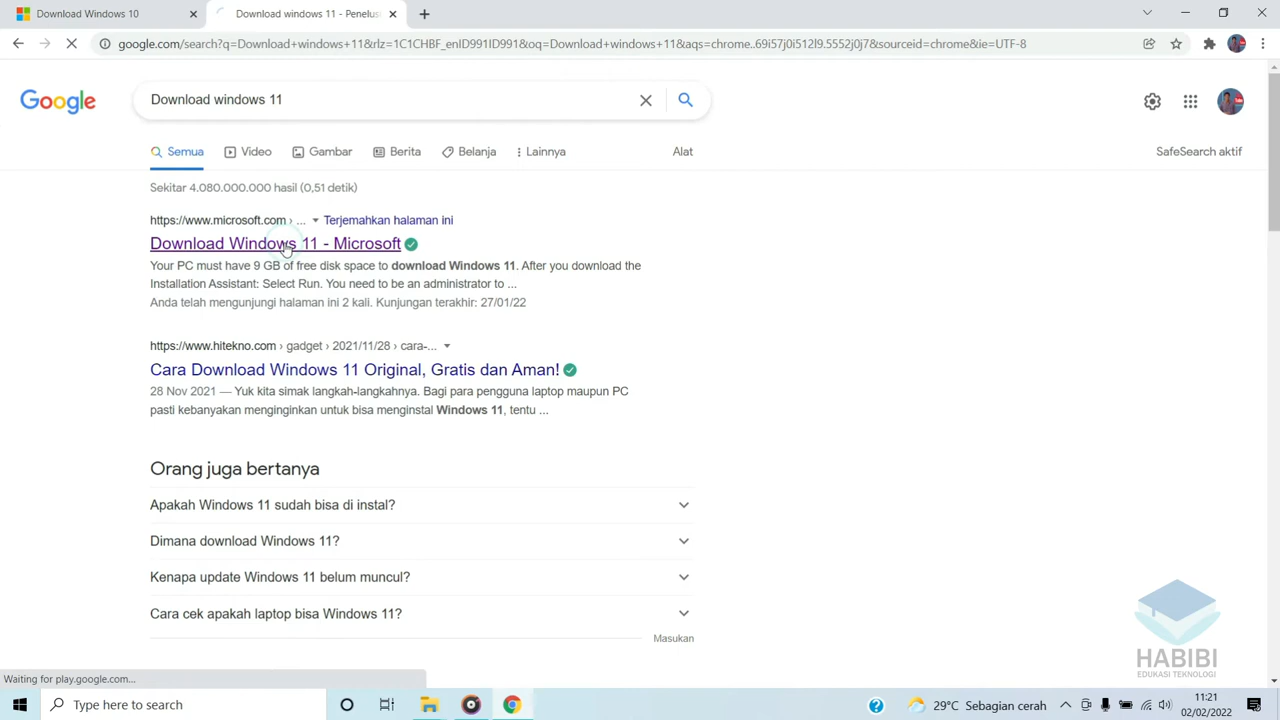 Download Windows 10
Download windows 11 - Penelus
google.com/search?q=Download+windows+11&rlz=1C1CHBF_enID991ID991&oq=Download+windows+11&aqs=chrome..69i57j0i512l9.5552j0j7&sourceid=chrome&ie=UTF-8
Google
Download windows 11
Semua
Video
Gambar
Berita
Belanja
Lainnya
Alat
SafeSearch aktif
Sekitar 4.080.000.000 hasil (0,51 detik)
https://www.microsoft.com › ... Terjemahkan halaman ini
Download Windows 11 - Microsoft
Your PC must have 9 GB of free disk space to download Windows 11. After you download the
Installation Assistant: Select Run. You need to be an administrator to ...
Anda telah mengunjungi halaman ini 2 kali. Kunjungan terakhir: 27/01/22
https://www.hitekno.com › gadget › 2021/11/28 › cara-...
Cara Download Windows 11 Original, Gratis dan Aman!
28 Nov 2021 — Yuk kita simak langkah-langkahnya. Bagi para pengguna laptop maupun PC
pasti kebanyakan menginginkan untuk bisa menginstal Windows 11, tentu ...
Orang juga bertanya
Apakah Windows 11 sudah bisa di instal?
Dimana download Windows 11?
Kenapa update Windows 11 belum muncul?
Cara cek apakah laptop bisa Windows 11?
Masukan
HABIBI
EDUKASI TEKNOLOGI
Waiting for play.google.com...
Type here to search
29°C Sebagian cerah
11:21
02/02/2022